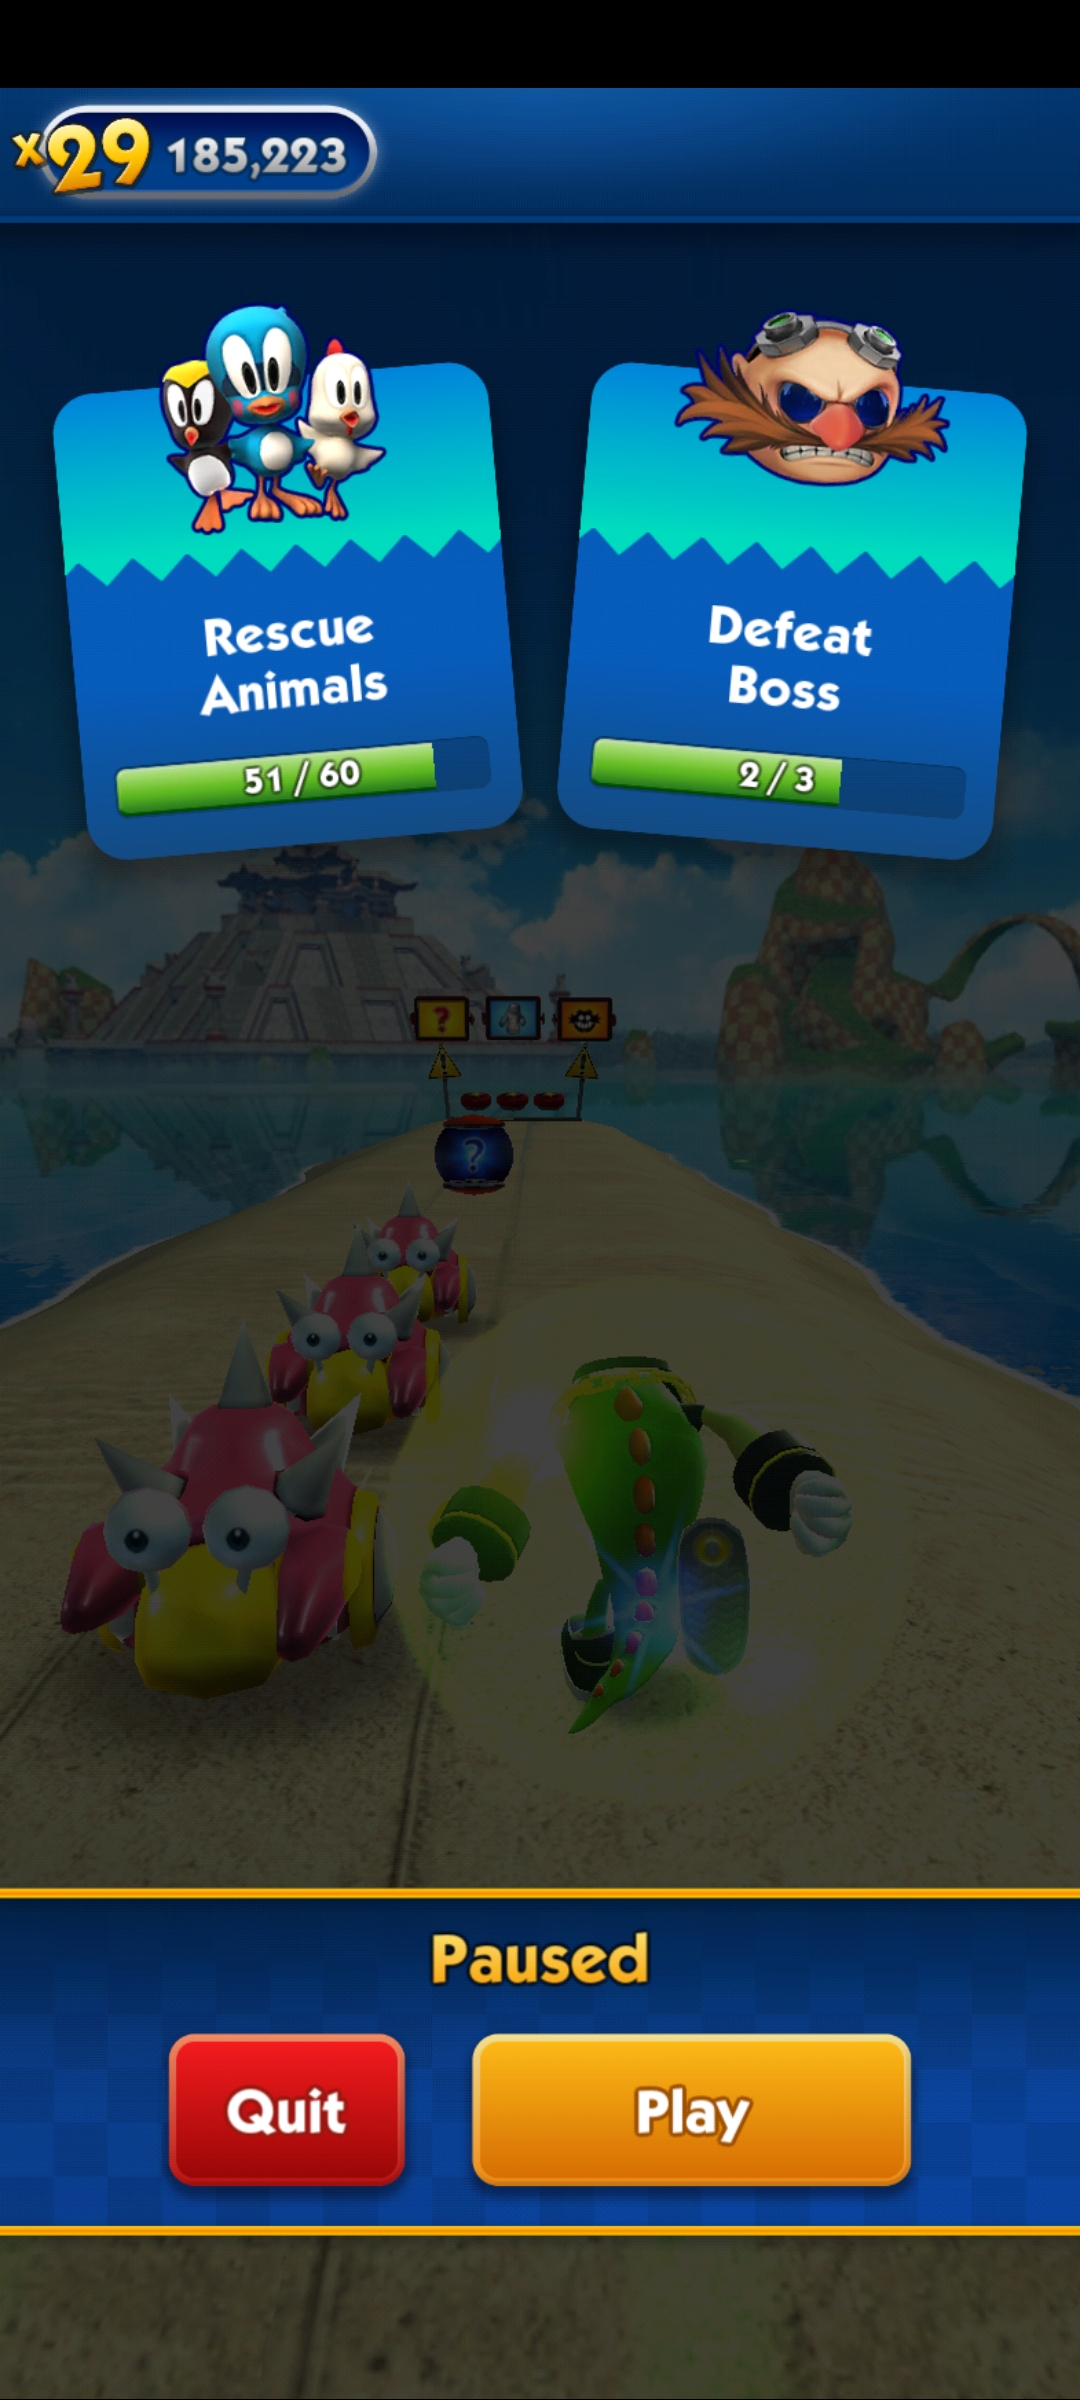 x29 185,223
Rescue
Animals
51 / 60
Defeat
Boss
2 / 3
?
?
Paused
Quit
Play